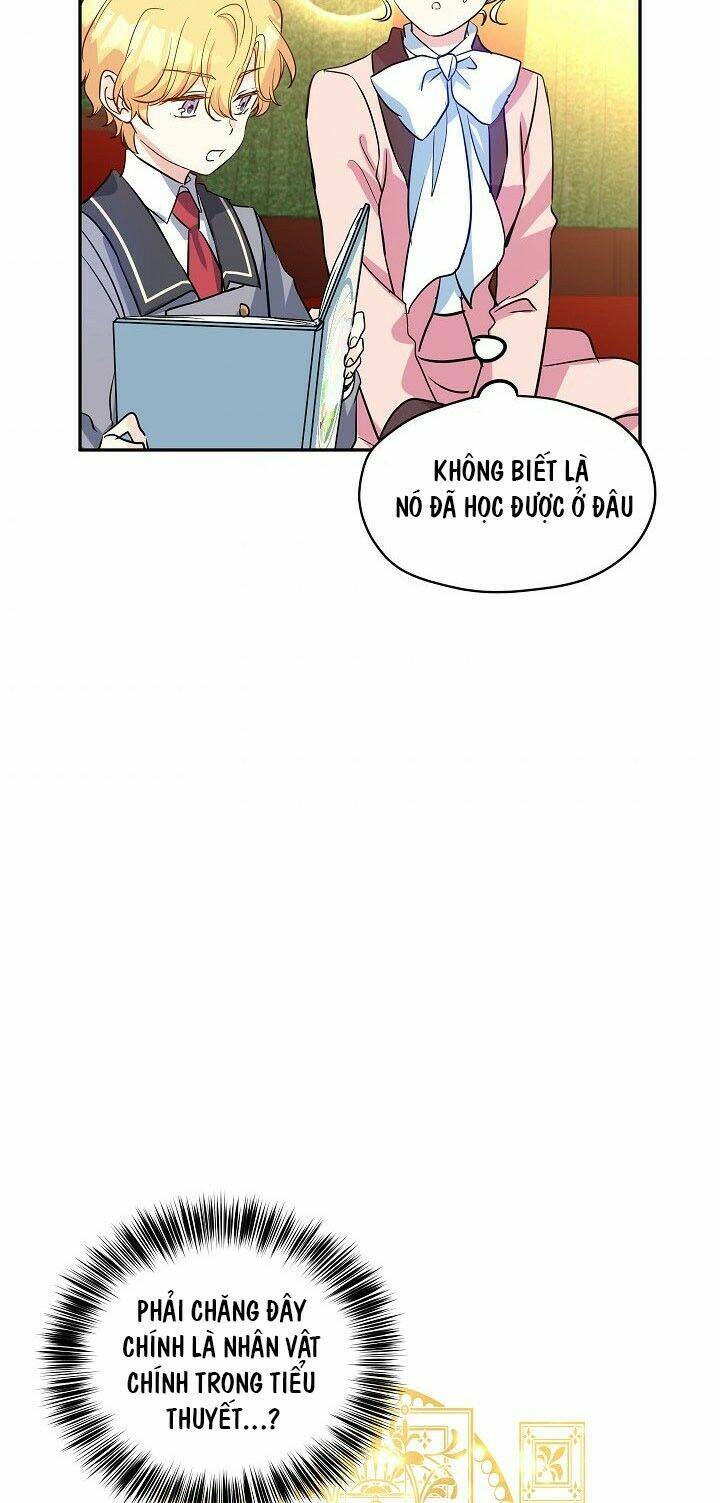 KHÔNG BIẾT LÀ
NÓ ĐÃ HỌC ĐƯỢC Ở ĐÂU
PHẢI CHĂNG ĐÂY
CHÍNH LÀ NHÂN VẬT
CHÍNH TRONG TIỂU
THUYẾT...?